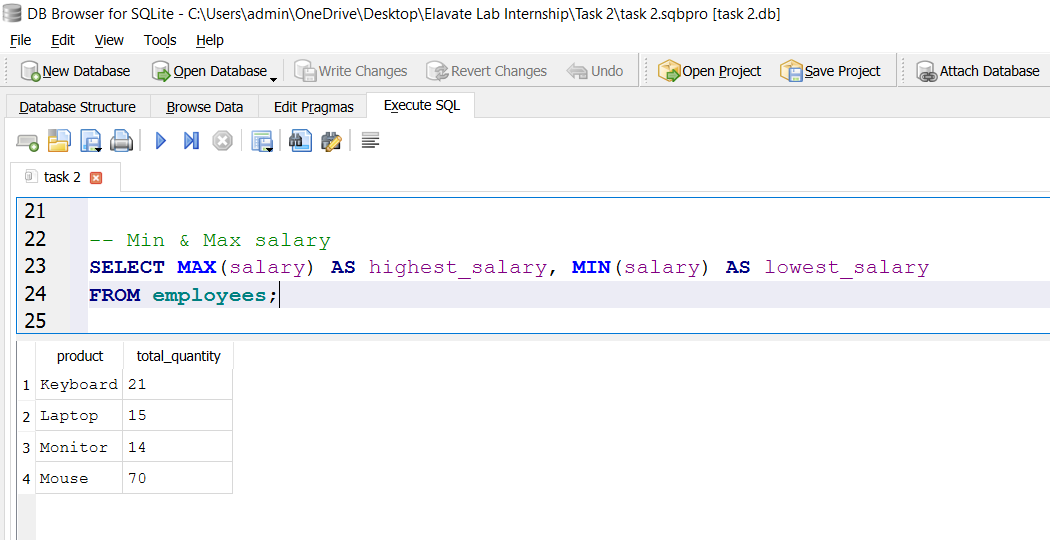 DB Browser for SQLite - C:\Users\admin\OneDrive\Desktop\Elavate Lab Internship\Task 2\task 2.sqbpro [task 2.db]
File Edit View Tools Help
New Database Open Database Write Changes Revert Changes Undo Open Project Save Project Attach Database
Database Structure Browse Data Edit Pragmas Execute SQL
task 2
21
22 -- Min & Max salary
23 SELECT MAX(salary) AS highest_salary, MIN(salary) AS lowest_salary
24 FROM employees;
25
product total_quantity
1 Keyboard 21
2 Laptop 15
3 Monitor 14
4 Mouse 70